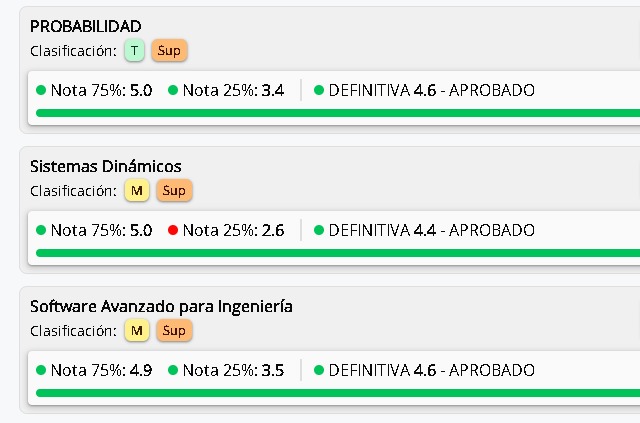 PROBABILIDAD
Clasificación: T Sup
Nota 75%: 5.0 Nota 25%: 3.4 DEFINITIVA 4.6 - APROBADO
Sistemas Dinámicos
Clasificación: M Sup
Nota 75%: 5.0 Nota 25%: 2.6 DEFINITIVA 4.4 - APROBADO
Software Avanzado para Ingeniería
Clasificación: M Sup
Nota 75%: 4.9 Nota 25%: 3.5 DEFINITIVA 4.6 - APROBADO